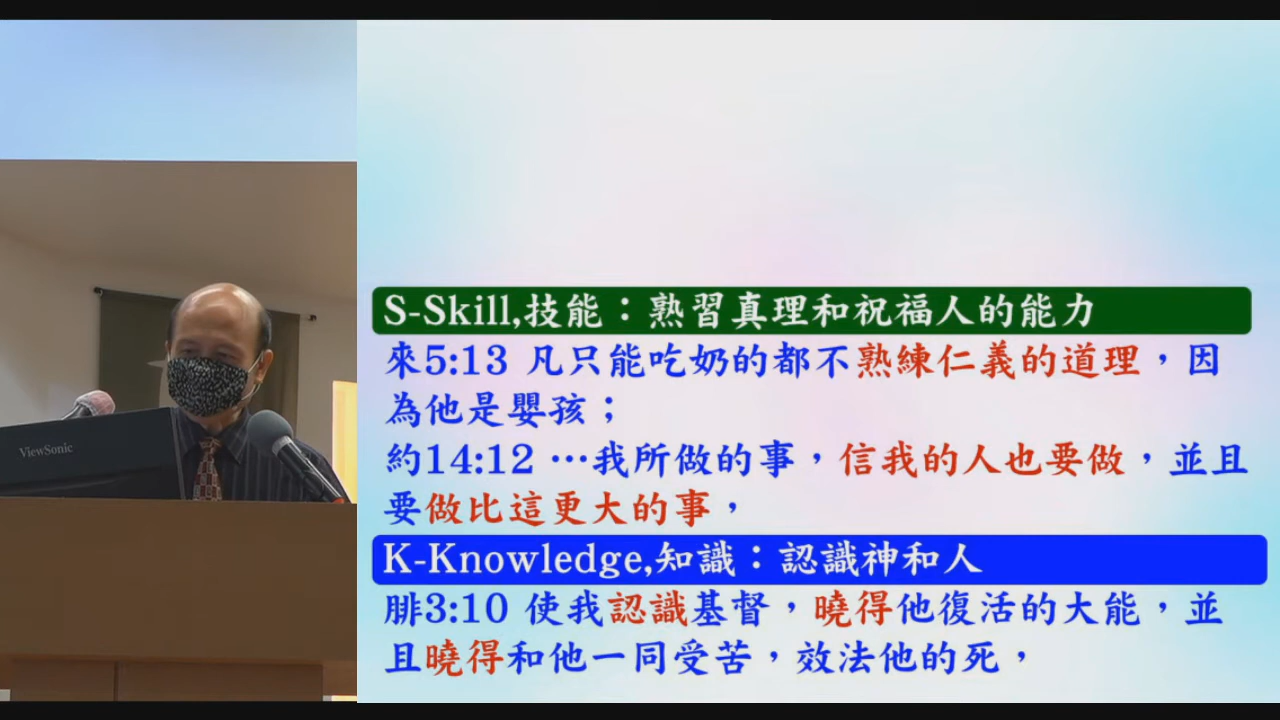 S-Skill,技能：熟習真理和祝福人的能力
來5:13 凡只能吃奶的都不熟練仁義的道理，因
為他是嬰孩；
約14:12 …我所做的事，信我的人也要做，並且
要做比這更大的事，
K-Knowledge,知識：認識神和人
腓3:10 使我認識基督，曉得他復活的大能，並
且曉得和他一同受苦，效法他的死，
ViewSonic